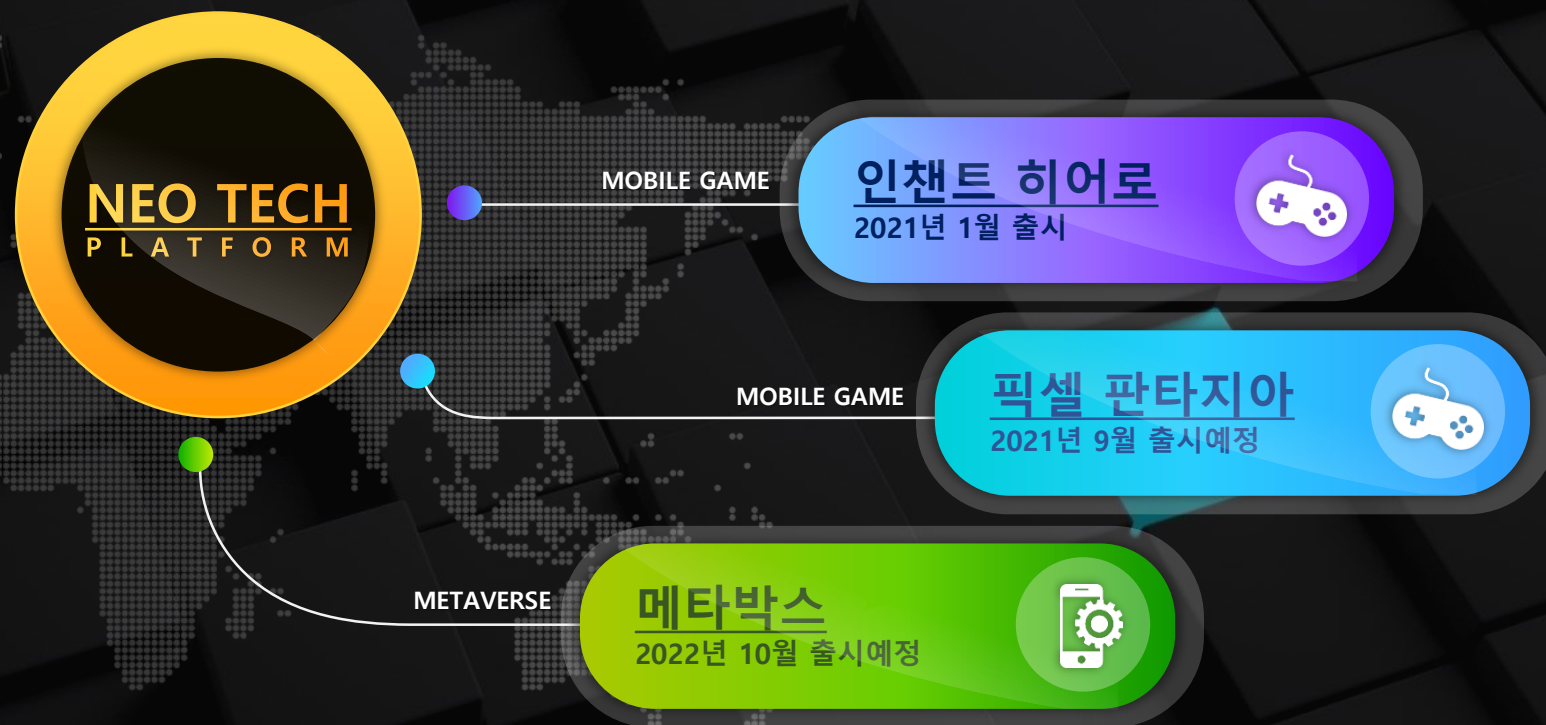 NEO TECH
PLATFORM
MOBILE GAME
인챈트 히어로
2021년 1월 출시
MOBILE GAME
픽셀 판타지아
2021년 9월 출시예정
METAVERSE
메타박스
2022년 10월 출시예정